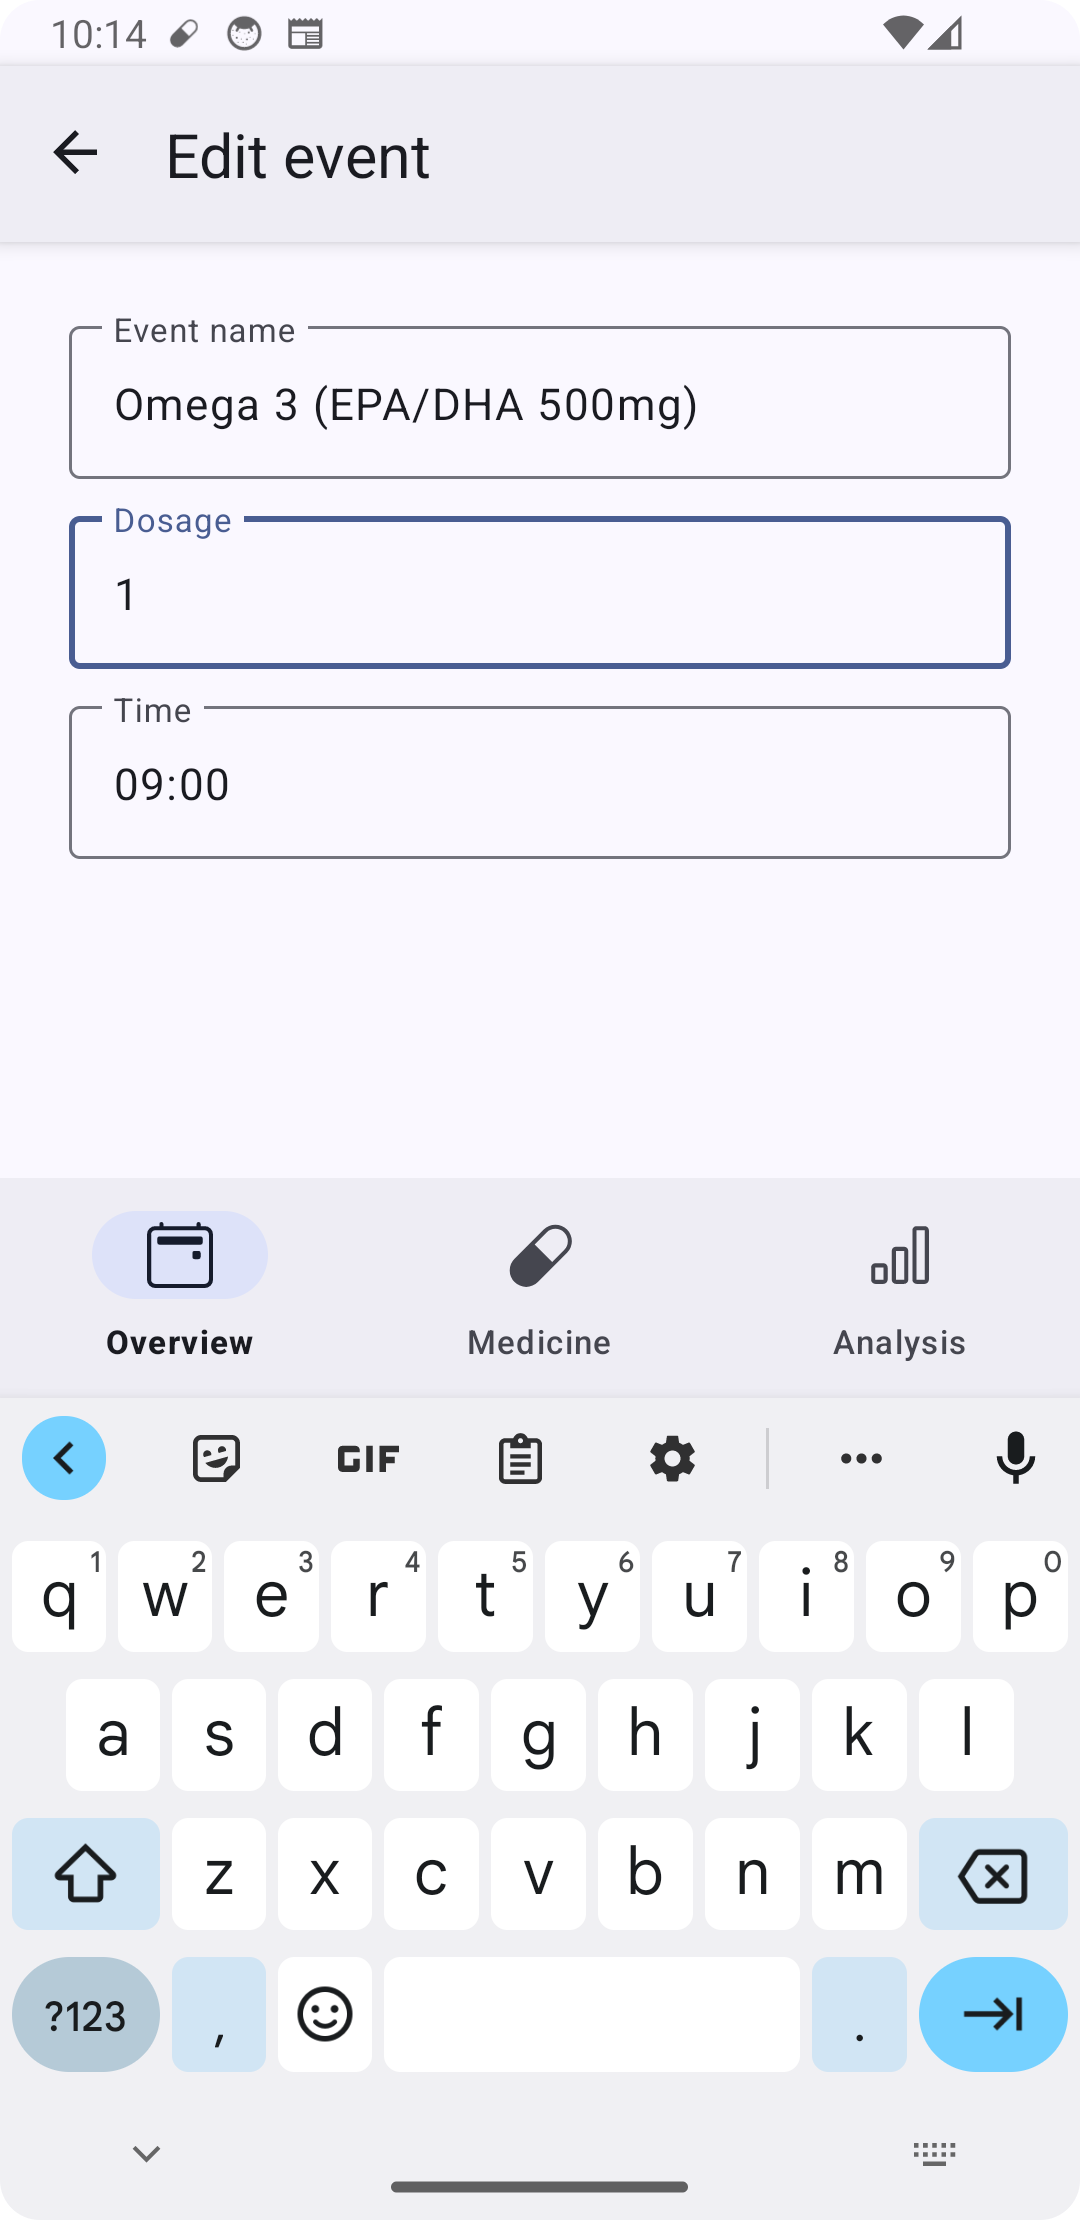 10:14
Edit event
Event name
Omega 3 (EPA/DHA 500mg)
Dosage
1
Time
09:00
Overview
Medicine
Analysis
GIF
q 1 w 2 e 3 r 4 t 5 y 6 u 7 i 8 o 9 p 0
a s d f g h j k l
z x c v b n m
?123 , .